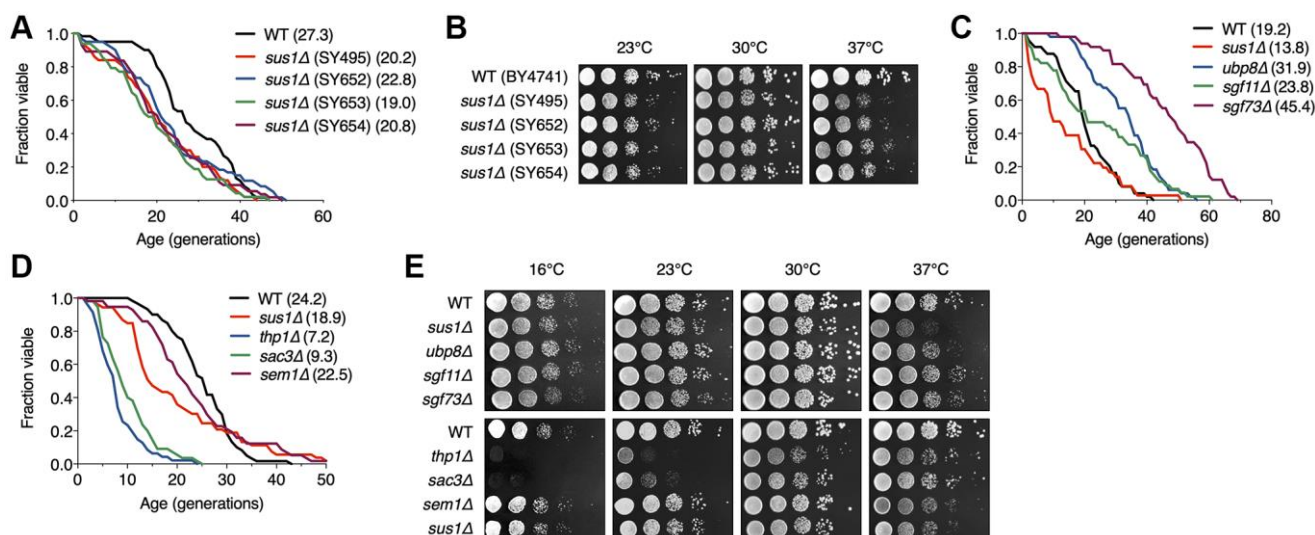 A
Fraction viable
1.0
0.8
0.6
0.4
0.2
0.0
0
20
40
60
Age (generations)
WT (27.3)
sus1Δ (SY495) (20.2)
sus1Δ (SY652) (22.8)
sus1Δ (SY653) (19.0)
sus1Δ (SY654) (20.8)
B
23°C
30°C
37°C
WT (BY4741)
sus1Δ (SY495)
sus1Δ (SY652)
sus1Δ (SY653)
sus1Δ (SY654)
C
Fraction viable
1.0
0.8
0.6
0.4
0.2
0.0
0
20
40
60
80
Age (generations)
WT (19.2)
sus1Δ (13.8)
ubp8Δ (31.9)
sgf11Δ (23.8)
sgf73Δ (45.4)
D
Fraction viable
1.0
0.8
0.6
0.4
0.2
0.0
0
10
20
30
40
50
Age (generations)
WT (24.2)
sus1Δ (18.9)
thp1Δ (7.2)
sac3Δ (9.3)
sem1Δ (22.5)
E
16°C
23°C
30°C
37°C
WT
sus1Δ
ubp8Δ
sgf11Δ
sgf73Δ
WT
thp1Δ
sac3Δ
sem1Δ
sus1Δ